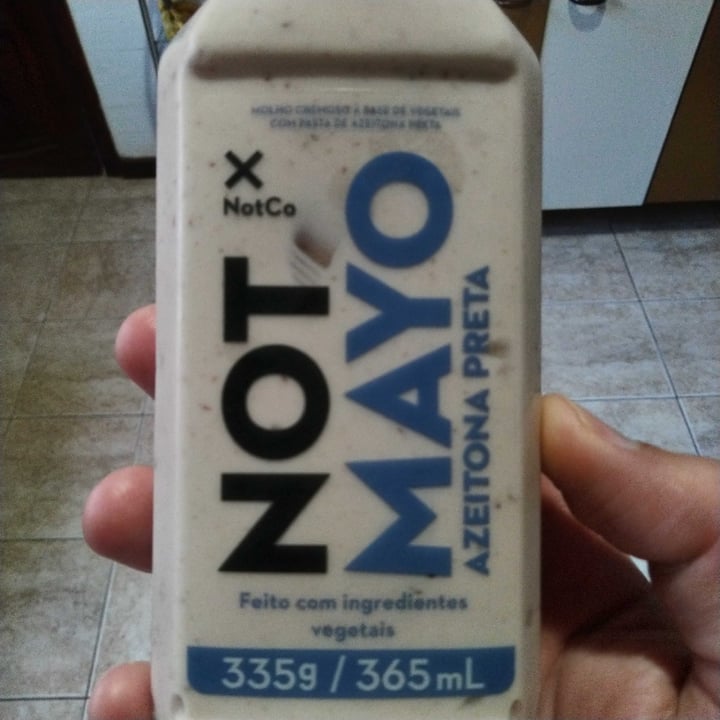 MOLHO CREMOSO À BASE DE VEGETAIS
COM PASTA DE AZEITONA PRETA
NotCo
NOT
MAYO
AZEITONA PRETA
Feito com ingredientes
vegetais
335g / 365mL